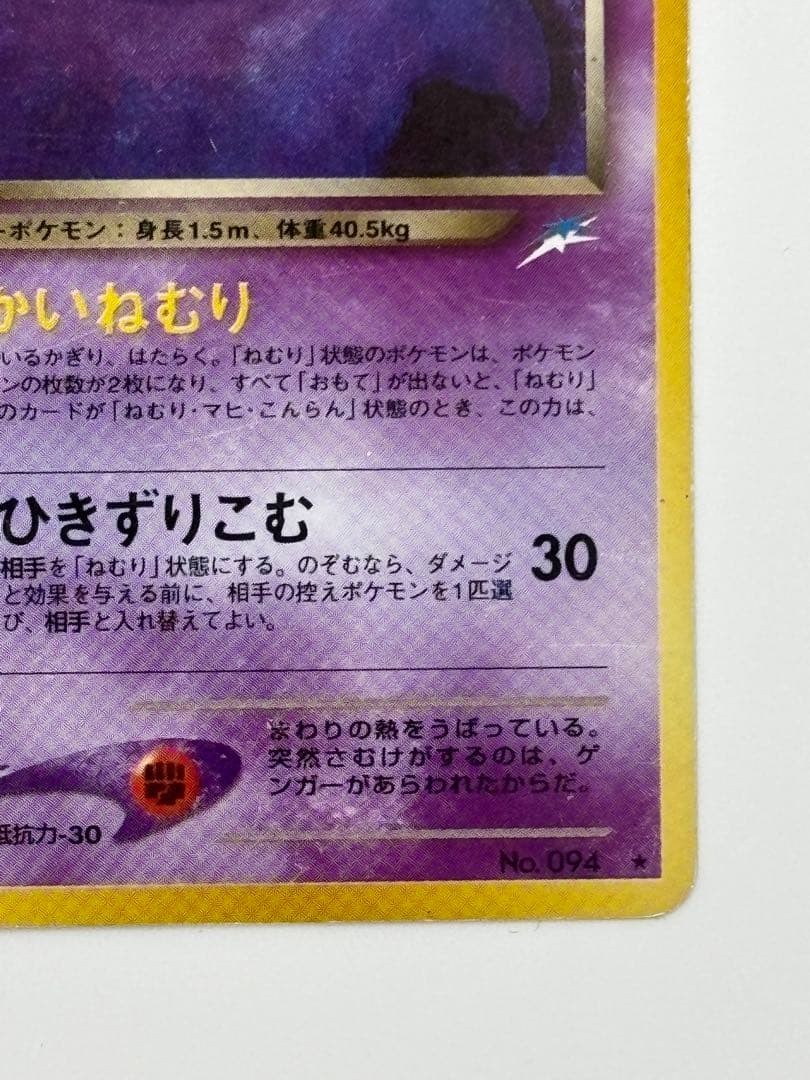 ーポケモン：身長1.5m、体重40.5kg
かいねむり
いるかぎり、はたらく。「ねむり」状態のポケモンは、ポケモン
ンの枚数が2枚になり、すべて「おもて」が出ないと、「ねむり」
のカードが「ねむり・マヒ・こんらん」状態のとき、この力は、
ひきずりこむ
30
相手を「ねむり」状態にする。のぞむなら、ダメージ
と効果を与える前に、相手の控えポケモンを1匹選
び、相手と入れ替えてよい。
まわりの熱をうばっている。
突然さむけがするのは、ゲ
ンガーがあらわれたからだ。
抵抗力-30
No.094 ★